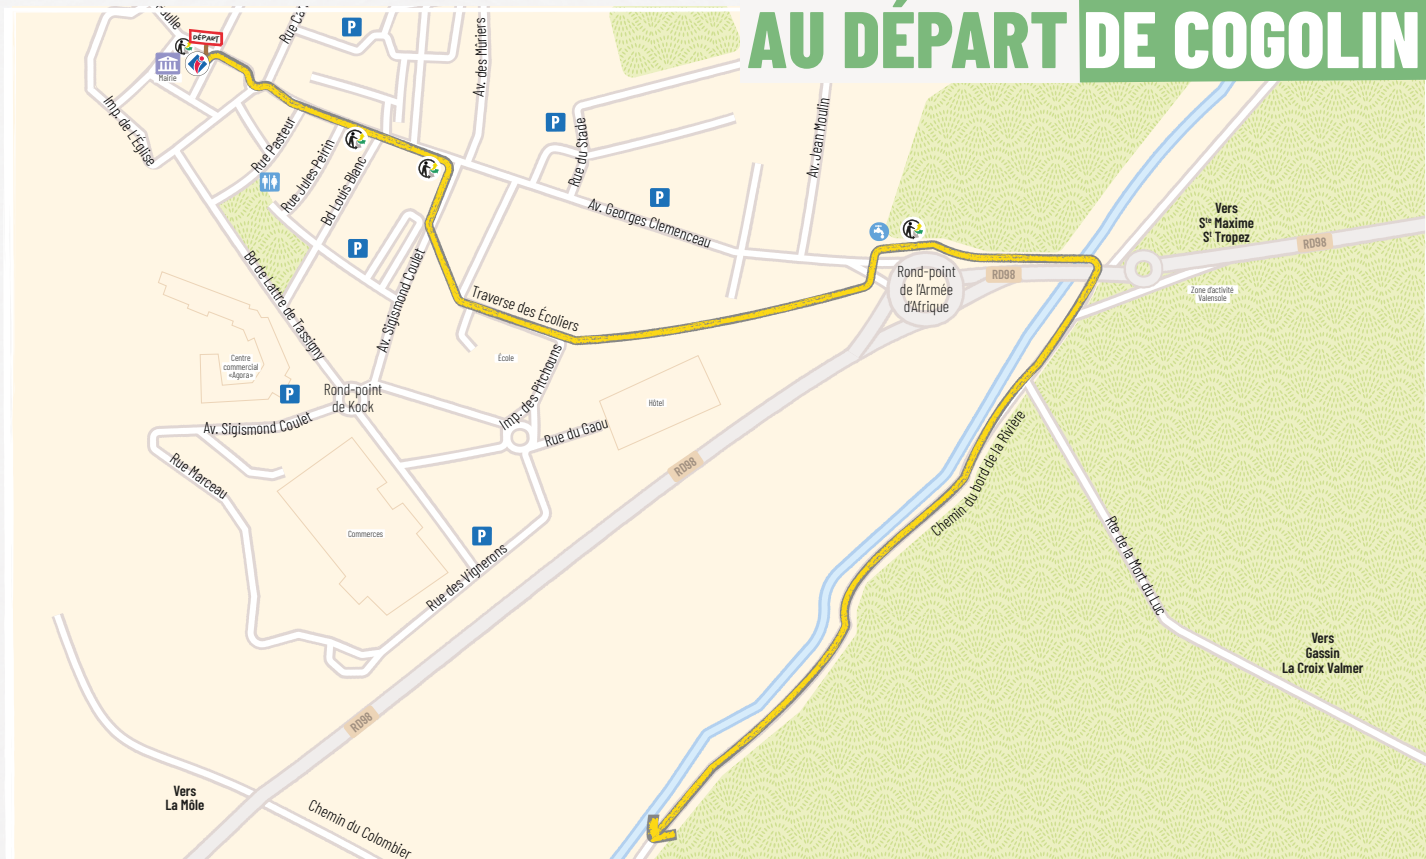 AU DÉPART DE COGOLIN
DÉPART
Mairie
P
Av. des Mûriers
Imp. de L'Église
Rue Pasteur
Rue Jules Peirin
Bd Louis Blanc
P
Rue du Stade
Av. Jean Moulin
P
Av. Georges Clemenceau
P
Vers
Ste Maxime
St Tropez
RD98
Rond-point
de l'Armée
d'Afrique
RD98
Zone d'activité
Valensole
Bd de Lattre de Tassigny
Av. Sigismond Coulet
Traverse des Écoliers
École
Imp. des Pitchouns
Hôtel
Centre
commercial
«Agora»
P
Rond-point
de Kock
Av. Sigismond Coulet
Rue du Gaou
Rue Marceau
RD98
Chemin du bord de la Rivière
Commerces
P
Rue des Vignerons
Rte de la Mort du Luc
Vers
Gassin
La Croix Valmer
RD98
Vers
La Môle
Chemin du Colombier